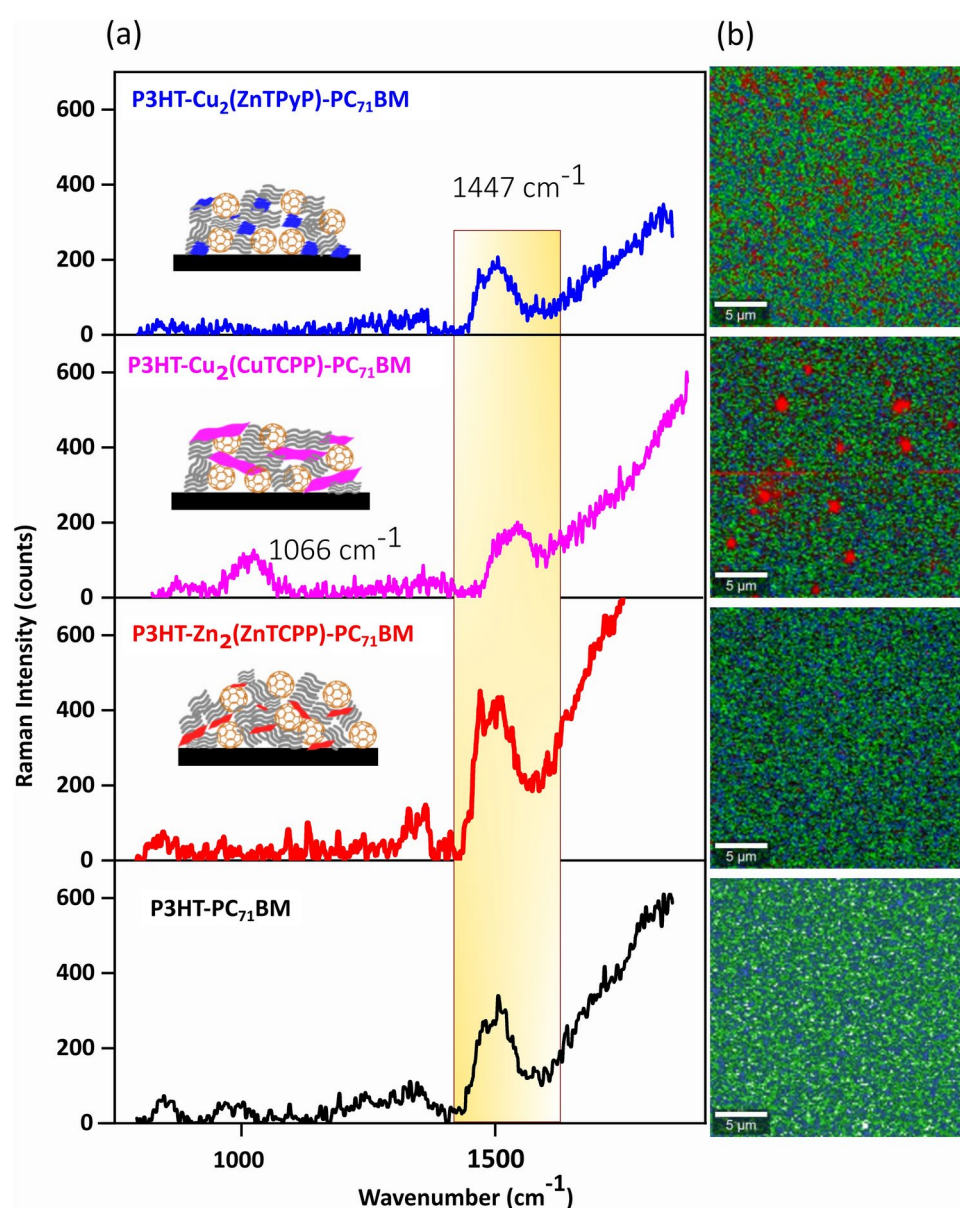 (a)
(b)
P3HT-Cu₂(ZnTPyP)-PC₇₁BM
1447 cm⁻¹
600
400
200
0
5 µm
P3HT-Cu₂(CuTCPP)-PC₇₁BM
1066 cm⁻¹
600
400
200
0
5 µm
P3HT-Zn₂(ZnTCPP)-PC₇₁BM
600
400
200
0
5 µm
P3HT-PC₇₁BM
600
400
200
0
5 µm
Raman Intensity (counts)
1000
1500
Wavenumber (cm⁻¹)